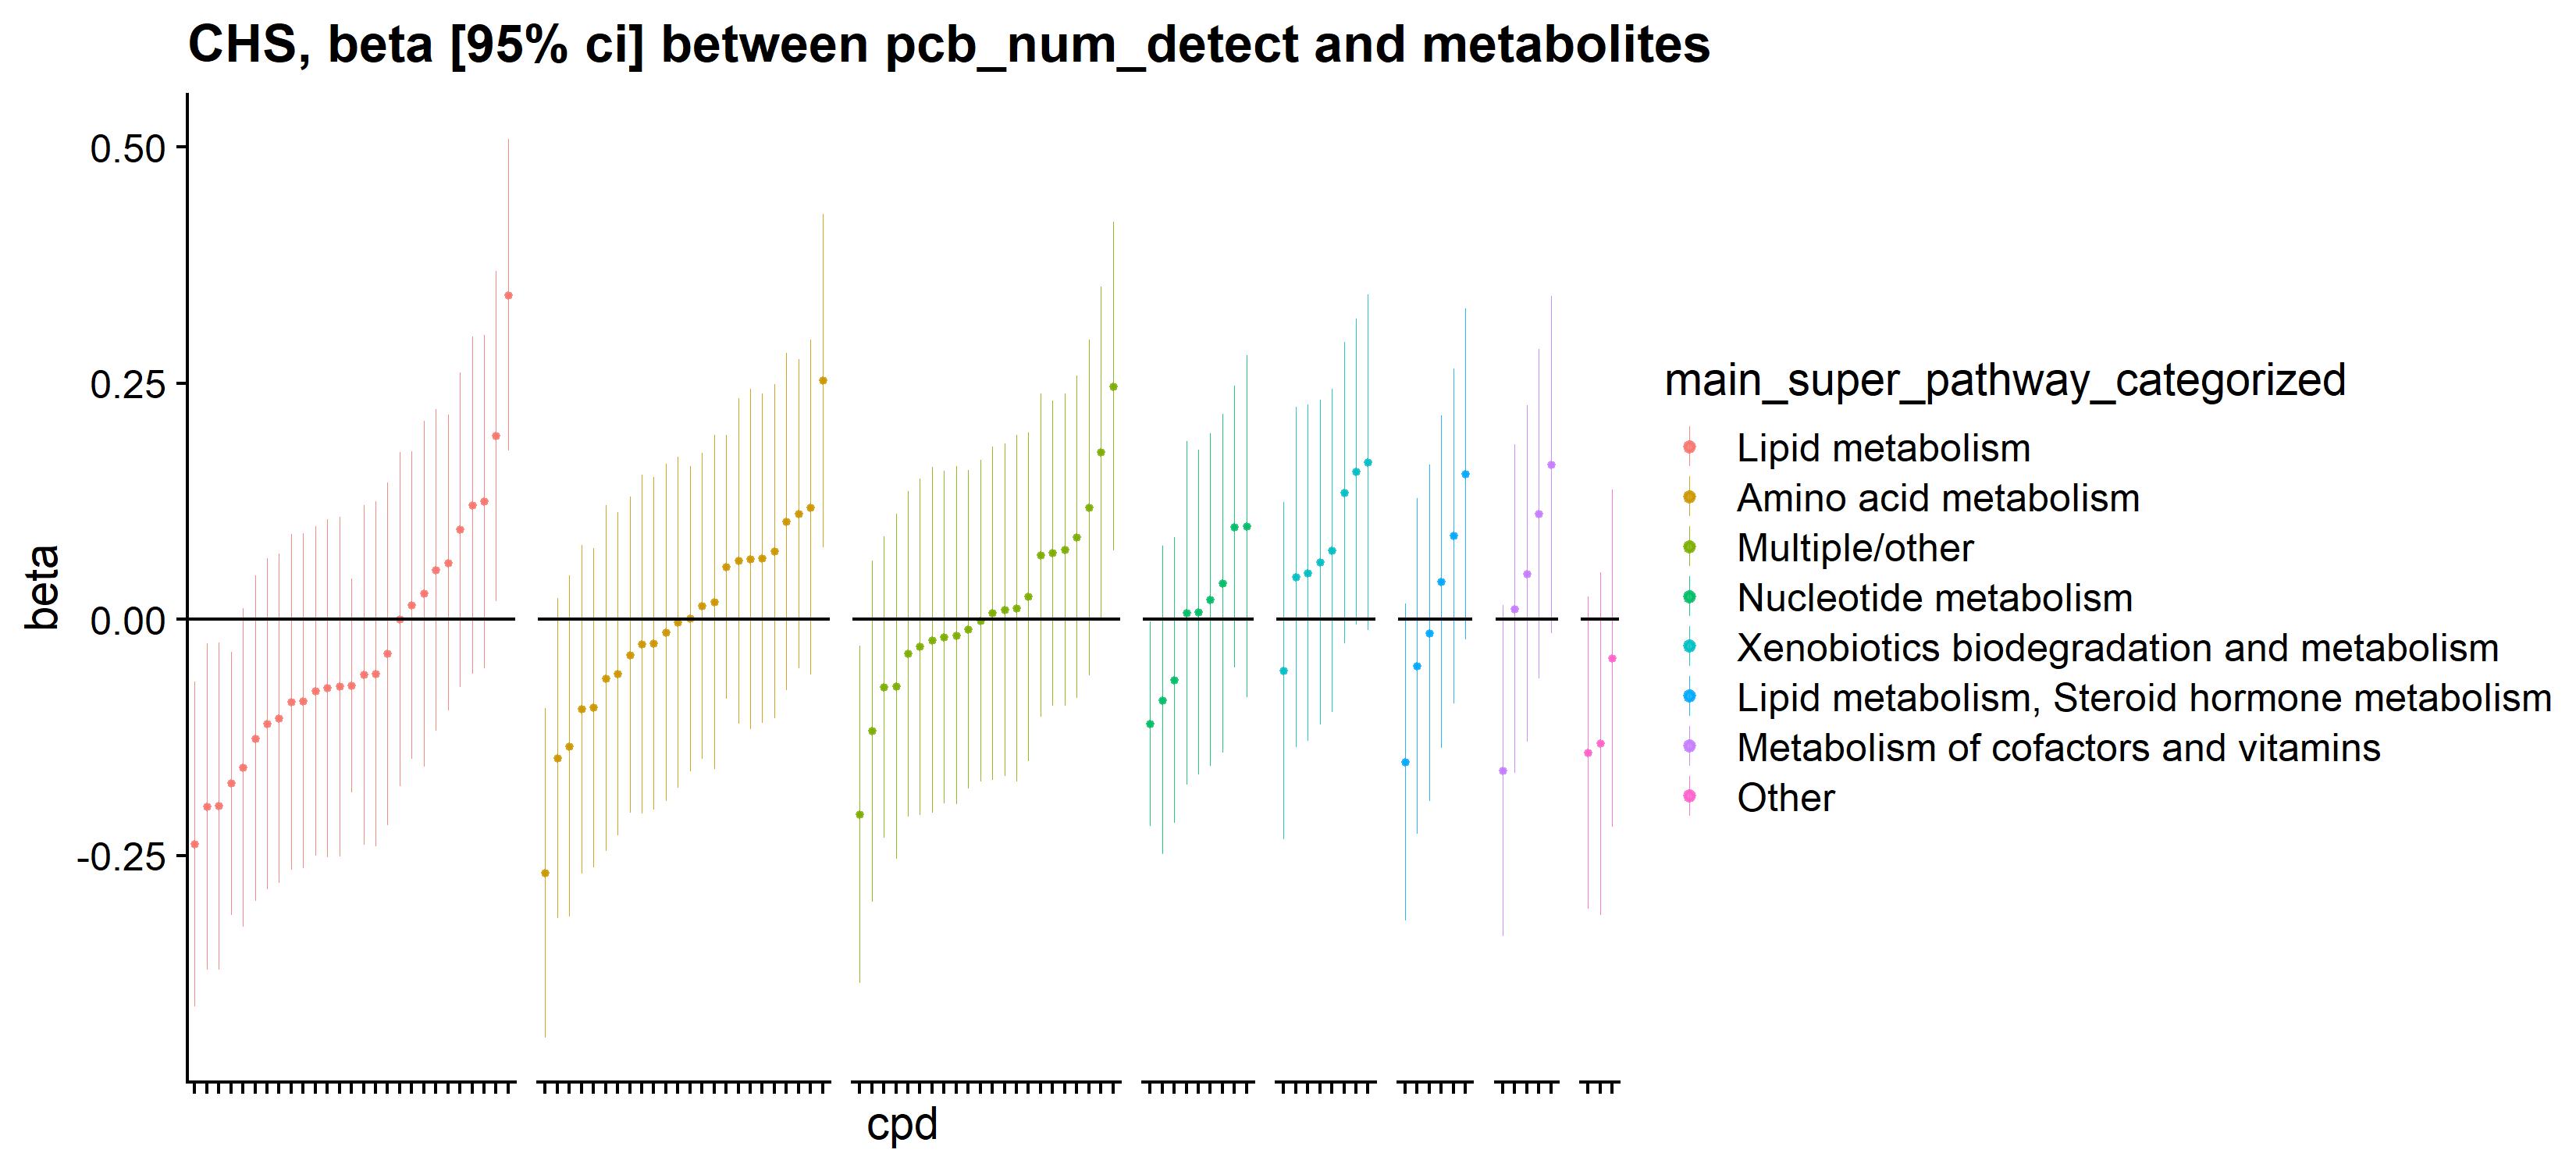 CHS, beta [95% ci] between pcb_num_detect and metabolites
0.50
0.25
0.00
-0.25
beta
cpd
main_super_pathway_categorized
Lipid metabolism
Amino acid metabolism
Multiple/other
Nucleotide metabolism
Xenobiotics biodegradation and metabolism
Lipid metabolism, Steroid hormone metabolism
Metabolism of cofactors and vitamins
Other